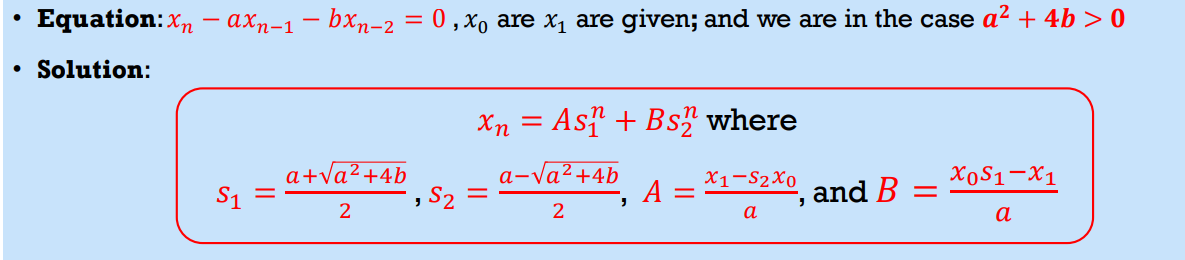 • Equation: xₙ − axₙ₋₁ − bxₙ₋₂ = 0 , x₀ are x₁ are given; and we are in the case a² + 4b > 0
• Solution:
xₙ = As₁ⁿ + Bs₂ⁿ where
s₁ = (a+√(a²+4b))/2 , s₂ = (a−√(a²+4b))/2 , A = (x₁−s₂x₀)/a , and B = (x₀s₁−x₁)/a